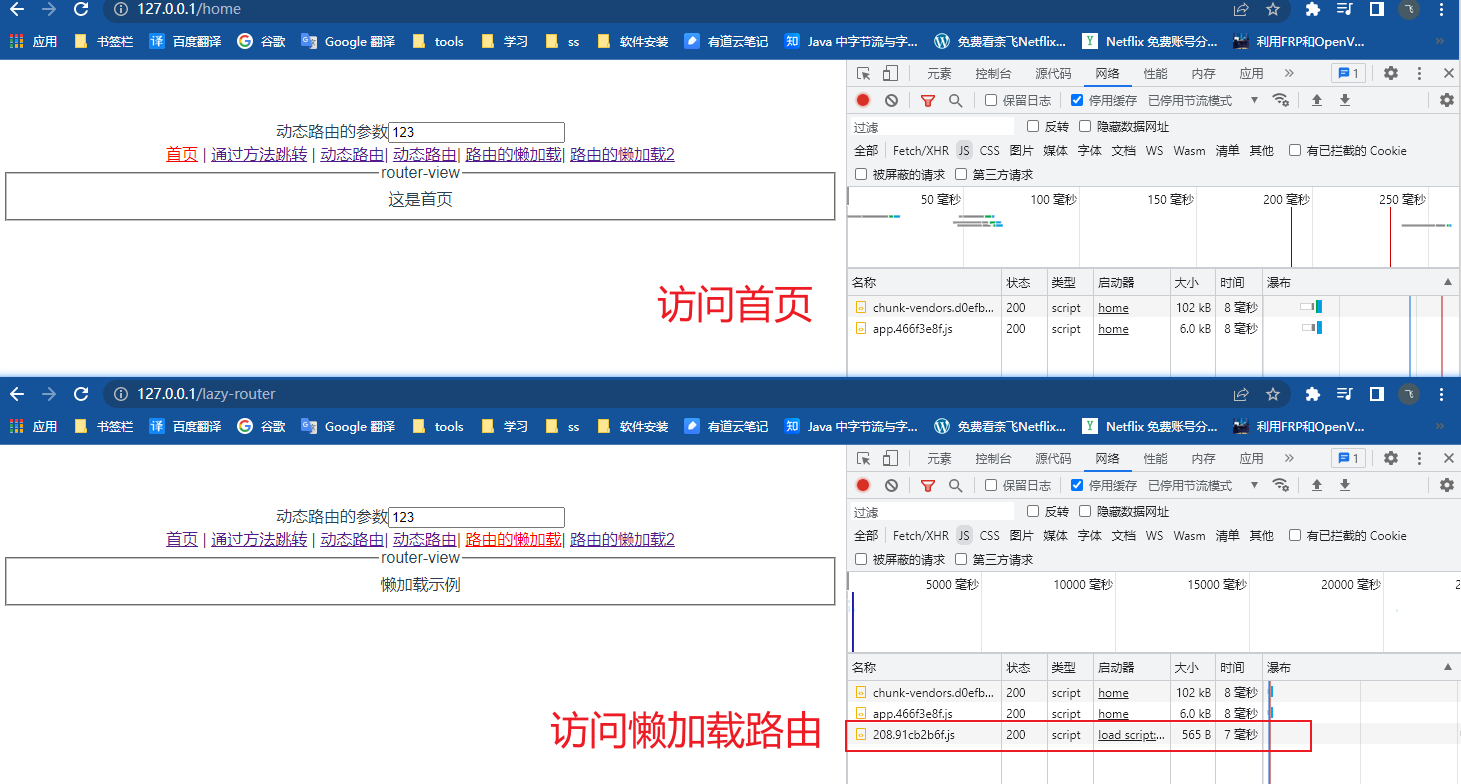 127.0.0.1/home
应用 书签栏 百度翻译 谷歌 Google 翻译 tools 学习 ss 软件安装 有道云笔记 Java 中字节流与字... 免费看奈飞Netflix... Netflix 免费账号分... 利用FRP和OpenV... »
元素 控制台 源代码 网络 性能 内存 应用 » 1
保留日志 停用缓存 已停用节流模式
过滤 反转 隐藏数据网址
全部 Fetch/XHR JS CSS 图片 媒体 字体 文档 WS Wasm 清单 其他 有已拦截的 Cookie
被屏蔽的请求 第三方请求
动态路由的参数123
首页 | 通过方法跳转 | 动态路由| 动态路由| 路由的懒加载| 路由的懒加载2
router-view
这是首页
50 毫秒 100 毫秒 150 毫秒 200 毫秒 250 毫秒
名称 状态 类型 启动器 大小 时间 瀑布
chunk-vendors.d0efb... 200 script home 102 kB 8 毫秒
app.466f3e8f.js 200 script home 6.0 kB 8 毫秒
访问首页
127.0.0.1/lazy-router
应用 书签栏 百度翻译 谷歌 Google 翻译 tools 学习 ss 软件安装 有道云笔记 Java 中字节流与字... 免费看奈飞Netflix... Netflix 免费账号分... 利用FRP和OpenV... »
元素 控制台 源代码 网络 性能 内存 应用 » 1
保留日志 停用缓存 已停用节流模式
过滤 反转 隐藏数据网址
全部 Fetch/XHR JS CSS 图片 媒体 字体 文档 WS Wasm 清单 其他 有已拦截的 Cookie
被屏蔽的请求 第三方请求
动态路由的参数123
首页 | 通过方法跳转 | 动态路由| 动态路由| 路由的懒加载| 路由的懒加载2
router-view
懒加载示例
5000 毫秒 10000 毫秒 15000 毫秒 20000 毫秒 2
名称 状态 类型 启动器 大小 时间 瀑布
chunk-vendors.d0efb... 200 script home 102 kB 8 毫秒
app.466f3e8f.js 200 script home 6.0 kB 8 毫秒
208.91cb2b6f.js 200 script load script:... 565 B 7 毫秒
访问懒加载路由